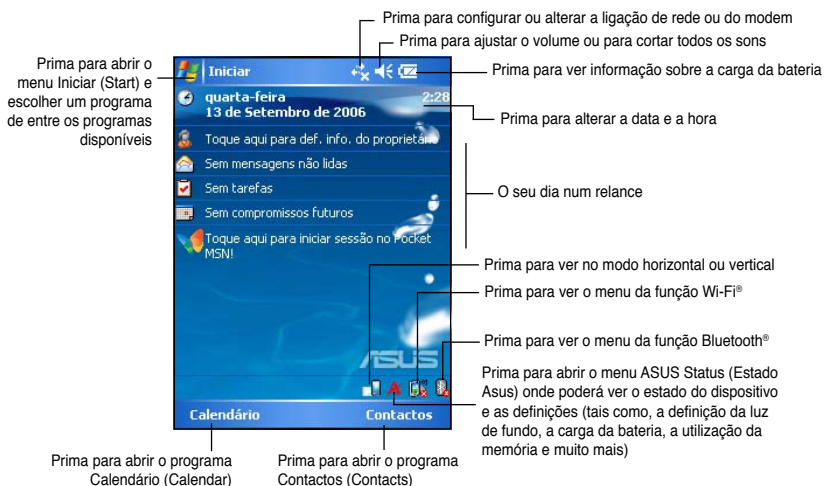 Prima para configurar ou alterar a ligação de rede ou do modem
Prima para ajustar o volume ou para cortar todos os sons
Prima para ver informação sobre a carga da bateria
Prima para abrir o
menu Iniciar (Start) e
escolher um programa
de entre os programas
disponíveis
Iniciar
quarta-feira 2:28
13 de Setembro de 2006
Prima para alterar a data e a hora
Toque aqui para def. info. do proprietário
Sem mensagens não lidas
Sem tarefas
Sem compromissos futuros
Toque aqui para iniciar sessão no Pocket
MSN!
O seu dia num relance
Prima para ver no modo horizontal ou vertical
Prima para ver o menu da função Wi-Fi®
Prima para ver o menu da função Bluetooth®
ASUS
Prima para abrir o menu ASUS Status (Estado
Asus) onde poderá ver o estado do dispositivo
e as definições (tais como, a definição da luz
de fundo, a carga da bateria, a utilização da
memória e muito mais)
Calendário Contactos
Prima para abrir o programa
Calendário (Calendar)
Prima para abrir o programa
Contactos (Contacts)